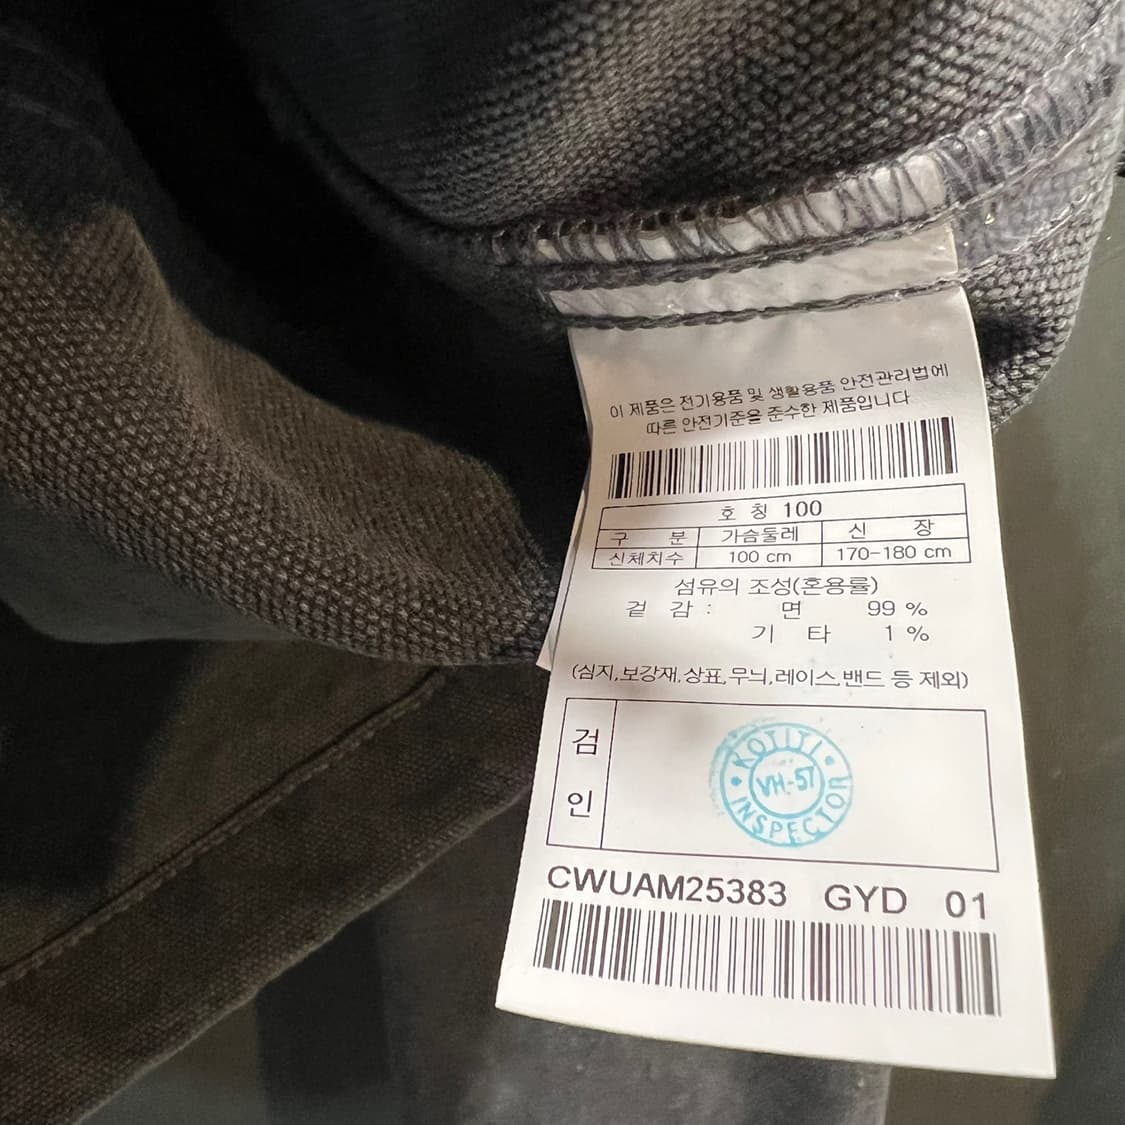 이 제품은 전기용품 및 생활용품 안전관리법에
따른 안전기준을 준수한 제품입니다
호 칭 100
구 분 가슴둘레 신 장
신체치수 100 cm 170-180 cm
섬유의 조성(혼용률)
겉 감 : 면 99 %
기 타 1 %
(심지,보강재,상표,무늬,레이스,밴드 등 제외)
검
인
KOTITI
VH-57
INSPECTOR
CWUAM25383 GYD 01